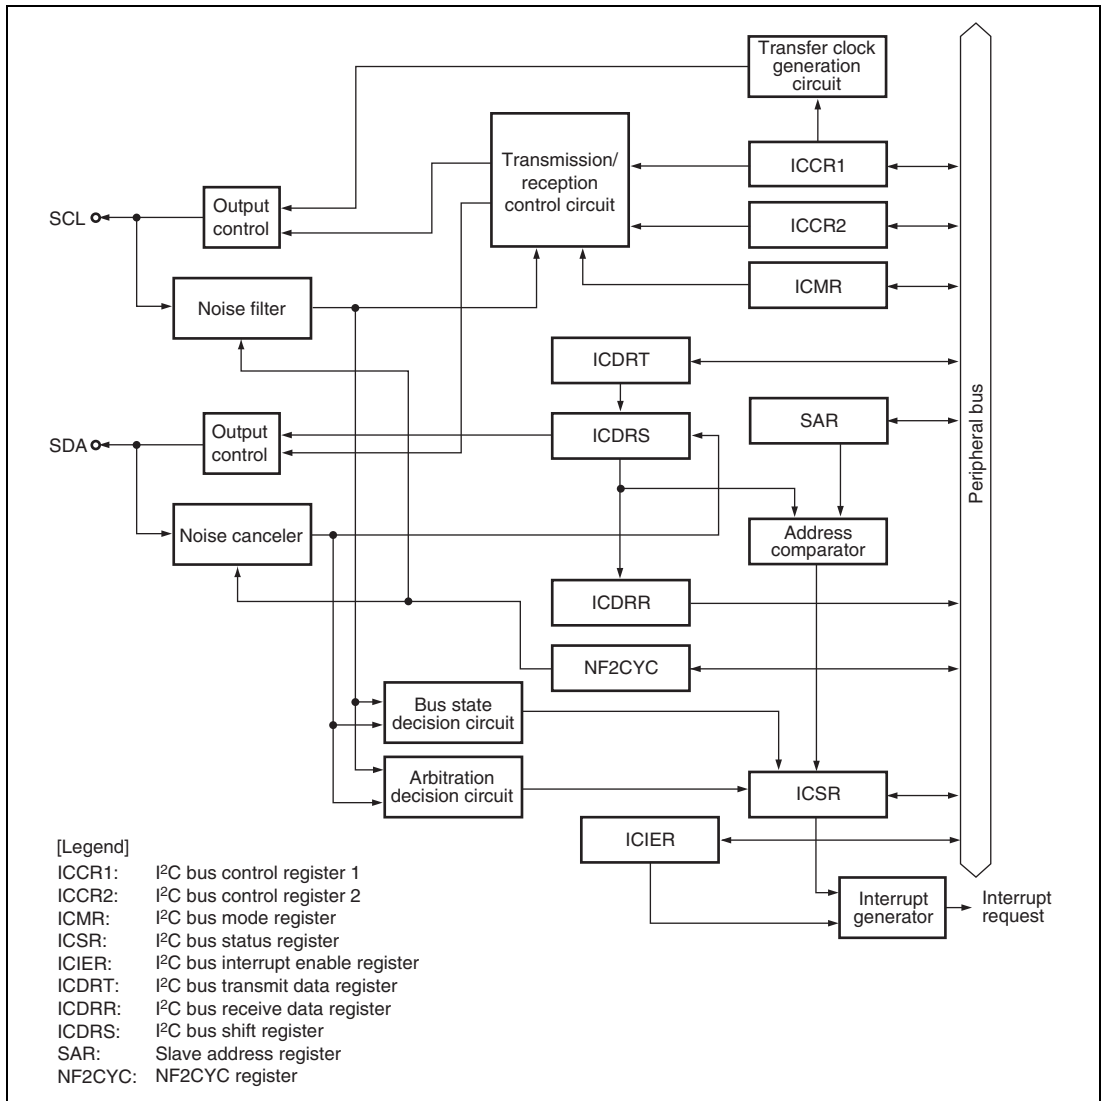 Transfer clock
generation
circuit
Transmission/
reception
control circuit
ICCR1
SCL
Output
control
ICCR2
ICMR
Noise filter
ICDRT
SAR
SDA
Output
control
ICDRS
Peripheral bus
Noise canceler
Address
comparator
ICDRR
NF2CYC
Bus state
decision circuit
Arbitration
decision circuit
ICSR
ICIER
Interrupt
generator
Interrupt
request
[Legend]
ICCR1: I²C bus control register 1
ICCR2: I²C bus control register 2
ICMR: I²C bus mode register
ICSR: I²C bus status register
ICIER: I²C bus interrupt enable register
ICDRT: I²C bus transmit data register
ICDRR: I²C bus receive data register
ICDRS: I²C bus shift register
SAR: Slave address register
NF2CYC: NF2CYC register